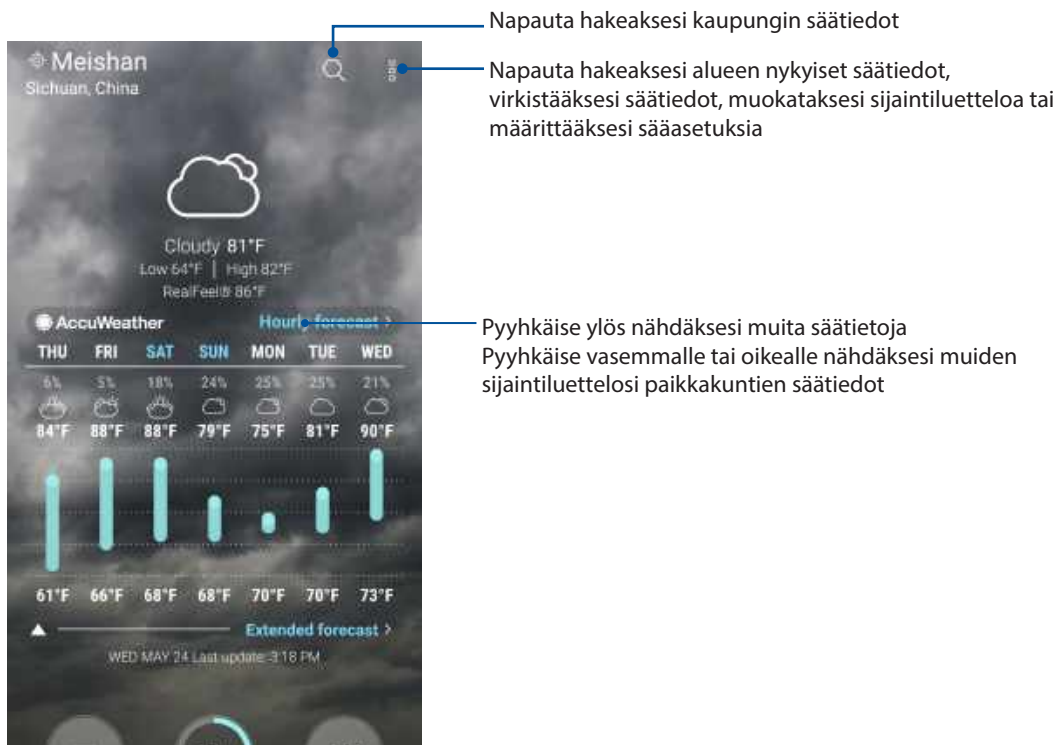 Napauta hakeaksesi kaupungin säätiedot
Napauta hakeaksesi alueen nykyiset säätiedot,
virkistääksesi säätiedot, muokataksesi sijaintiluetteloa tai
määrittääksesi sääasetuksia
Meishan
Sichuan, China
Cloudy 81°F
Low 64°F | High 82°F
RealFeel® 86°F
AccuWeather Hourly forecast >
Pyyhkäise ylös nähdäksesi muita säätietoja
Pyyhkäise vasemmalle tai oikealle nähdäksesi muiden
sijaintiluettelosi paikkakuntien säätiedot
THU FRI SAT SUN MON TUE WED
6% 5% 18% 24% 25% 25% 21%
84°F 88°F 88°F 79°F 75°F 81°F 90°F
61°F 66°F 68°F 68°F 70°F 70°F 73°F
Extended forecast >
WED MAY 24 Last update: 3:18 PM